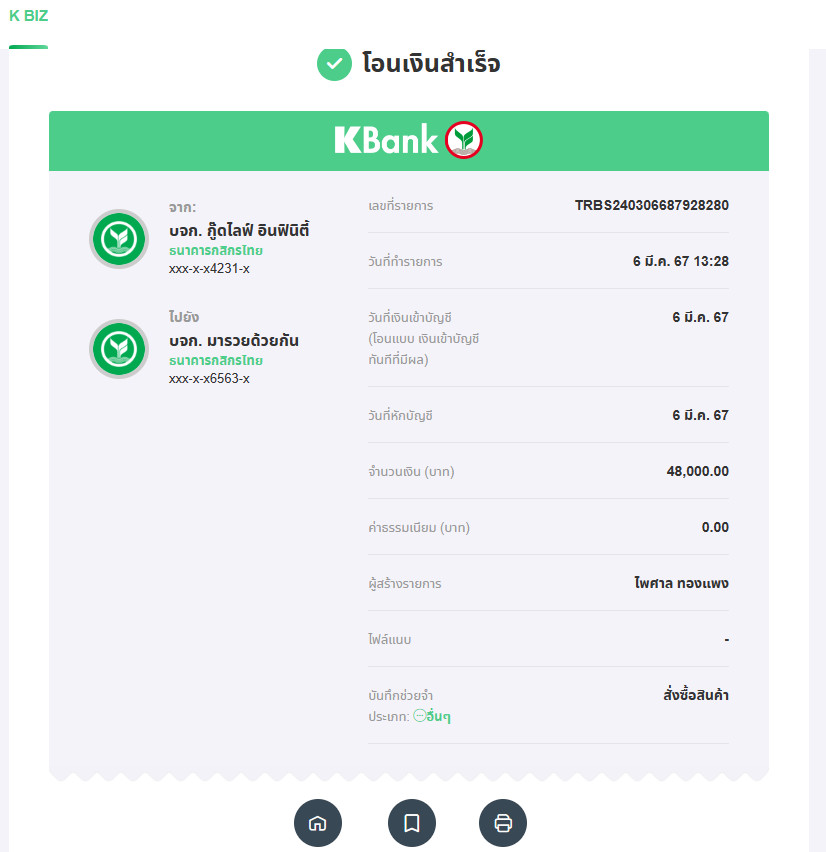 K BIZ
โอนเงินสำเร็จ
KBank
จาก:
บจก. กู๊ดไลฟ์ อินฟินิตี้
ธนาคารกสิกรไทย
xxx-x-x4231-x
ไปยัง
บจก. มารวยด้วยกัน
ธนาคารกสิกรไทย
xxx-x-x6563-x
เลขที่รายการ TRBS240306687928280
วันที่ทำรายการ 6 มี.ค. 67 13:28
วันที่เงินเข้าบัญชี 6 มี.ค. 67
(โอนแบบ เงินเข้าบัญชี
ทันทีที่มีผล)
วันที่หักบัญชี 6 มี.ค. 67
จำนวนเงิน (บาท) 48,000.00
ค่าธรรมเนียม (บาท) 0.00
ผู้สร้างรายการ ไพศาล ทองแพง
ไฟล์แนบ -
บันทึกช่วยจำ สั่งซื้อสินค้า
ประเภท: อื่นๆ